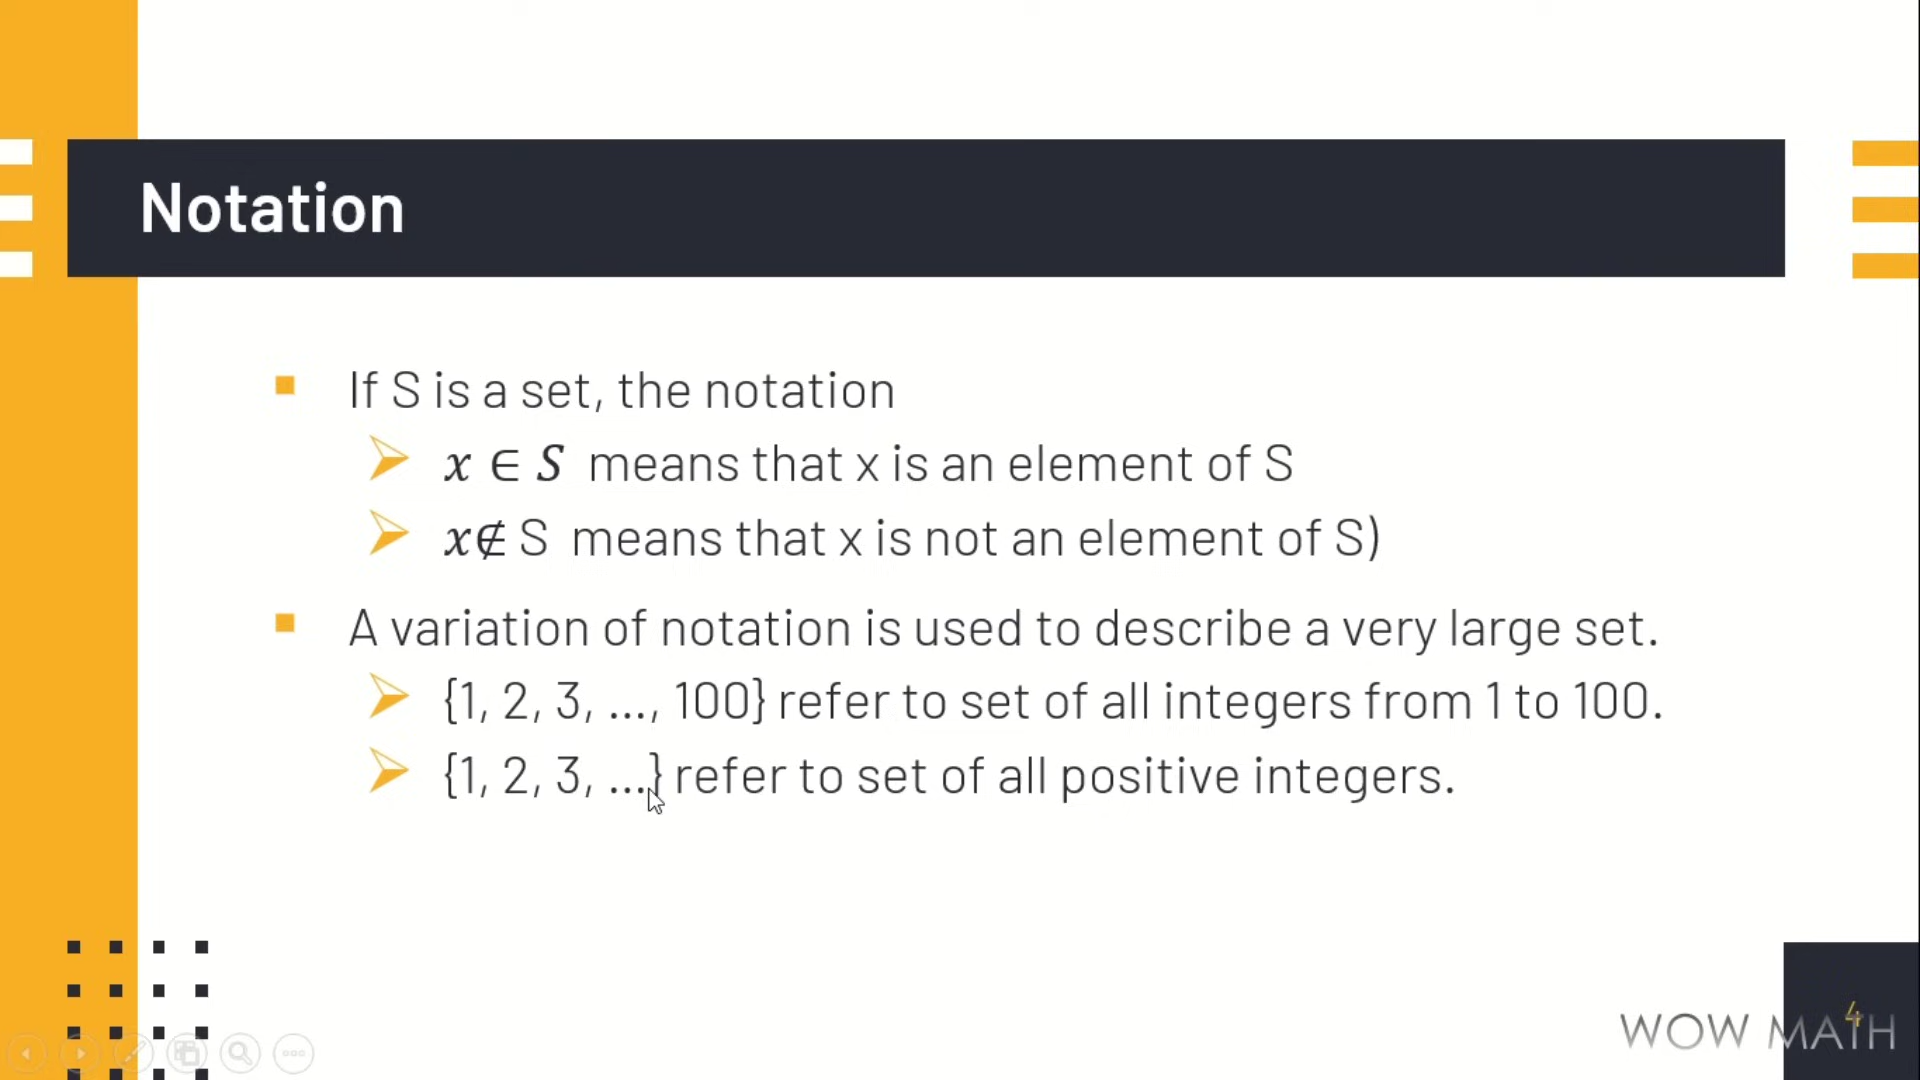 Notation
If S is a set, the notation
x ∈ S means that x is an element of S
x∉ S means that x is not an element of S)
A variation of notation is used to describe a very large set.
{1, 2, 3, …, 100} refer to set of all integers from 1 to 100.
{1, 2, 3, …} refer to set of all positive integers.
4
WOW MATH